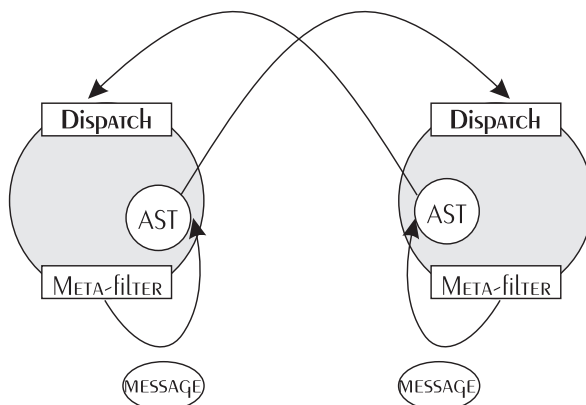 Dispatch Dispatch
AST AST
Meta-filter Meta-filter
message message